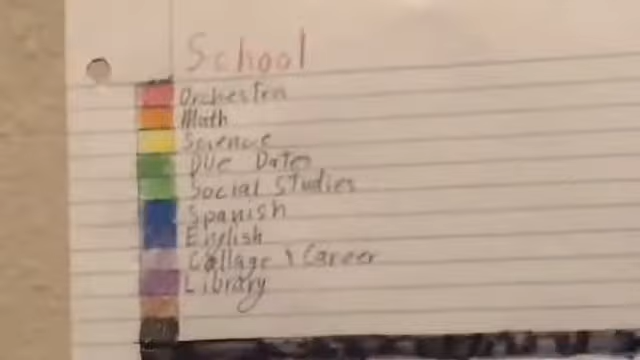 School
Orchestra
Math
Science
Due Dates
Social Studies
Spanish
English
Collage & Career
Library